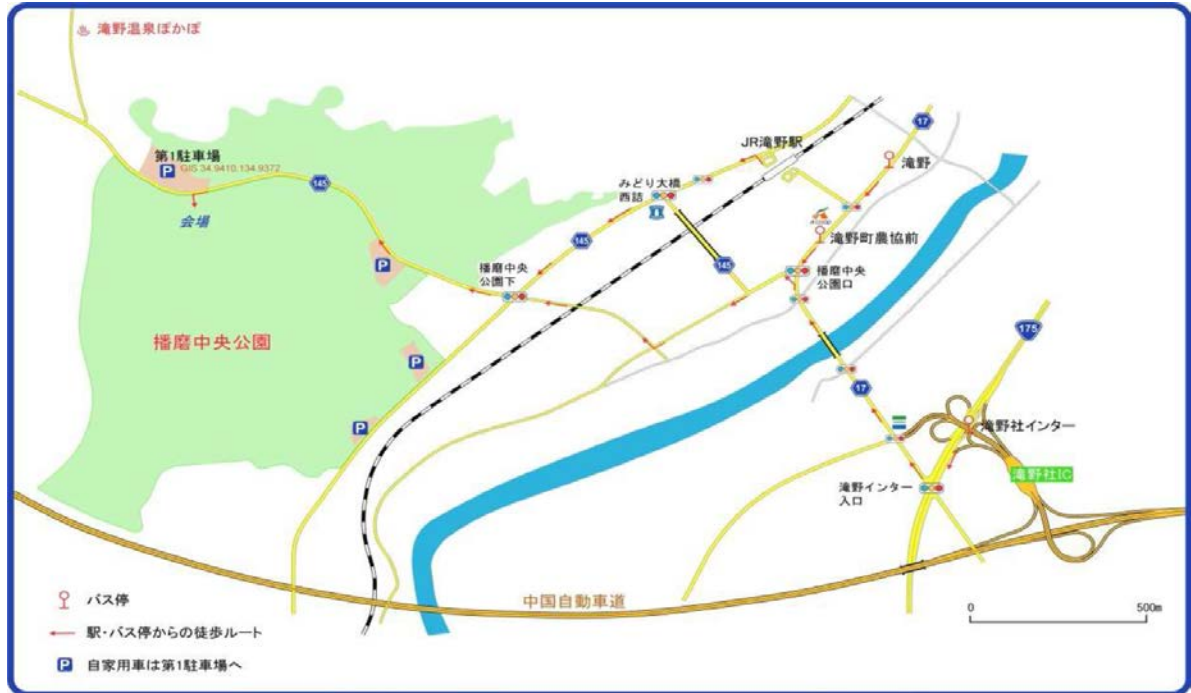 滝野温泉ぽかぽ
第1駐車場
P
GIS 34.9410,134.9372
会場
145
P
播磨中央公園
P
P
播磨中央
公園下
145
みどり大橋
西詰
JR滝野駅
17
滝野
滝野町農協前
145
播磨中央
公園口
175
17
滝野社インター
滝野社IC
滝野インター
入口
中国自動車道
0 500m
バス停
駅・バス停からの徒歩ルート
P 自家用車は第1駐車場へ